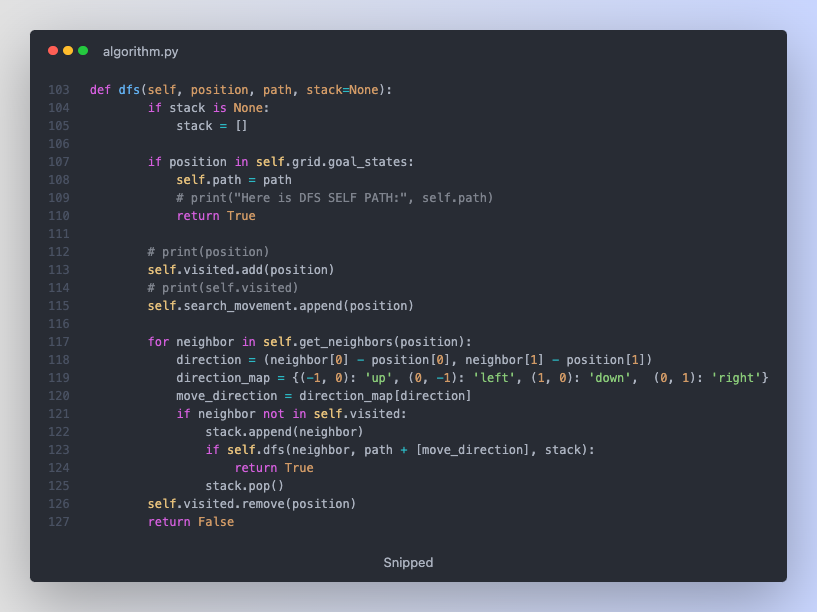 algorithm.py
103 def dfs(self, position, path, stack=None):
104         if stack is None:
105             stack = []
106
107         if position in self.grid.goal_states:
108             self.path = path
109             # print("Here is DFS SELF PATH:", self.path)
110             return True
111
112         # print(position)
113         self.visited.add(position)
114         # print(self.visited)
115         self.search_movement.append(position)
116
117         for neighbor in self.get_neighbors(position):
118             direction = (neighbor[0] - position[0], neighbor[1] - position[1])
119             direction_map = {(-1, 0): 'up', (0, -1): 'left', (1, 0): 'down',  (0, 1): 'right'}
120             move_direction = direction_map[direction]
121             if neighbor not in self.visited:
122                 stack.append(neighbor)
123                 if self.dfs(neighbor, path + [move_direction], stack):
124                     return True
125                 stack.pop()
126         self.visited.remove(position)
127         return False
Snipped